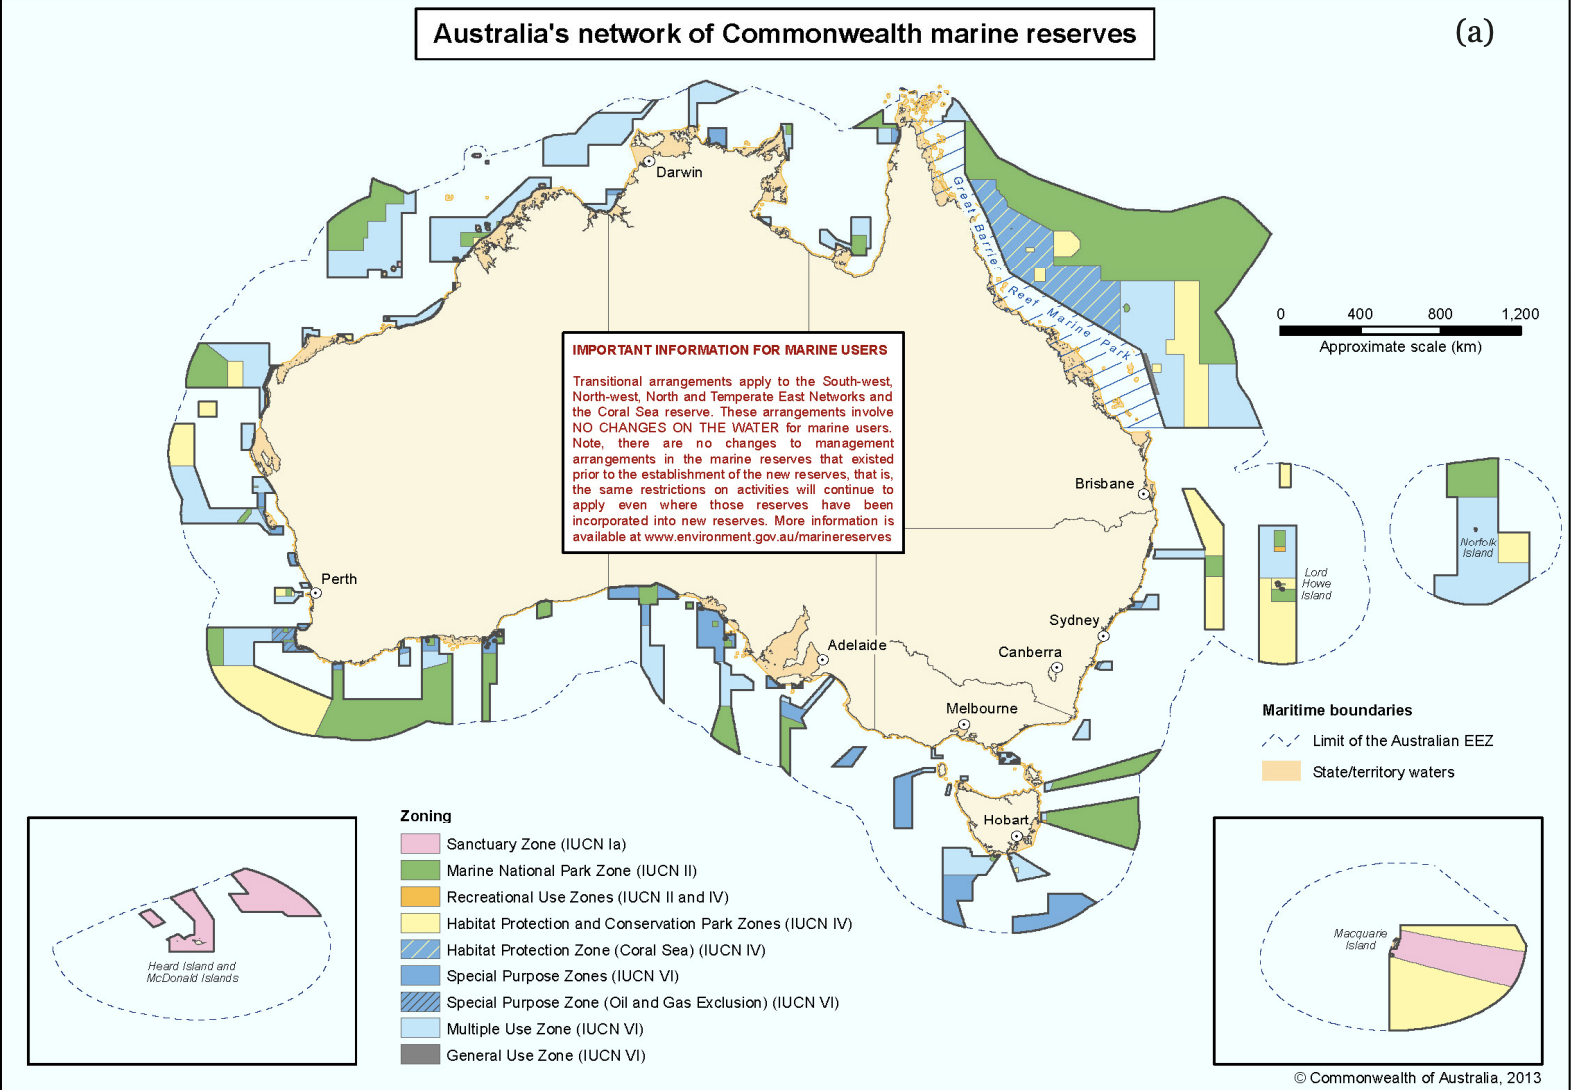 Australia's network of Commonwealth marine reserves
(a)
Darwin
Great Barrier
Reef Marine Park
0 400 800 1,200
Approximate scale (km)
IMPORTANT INFORMATION FOR MARINE USERS
Transitional arrangements apply to the South-west,
North-west, North and Temperate East Networks and
the Coral Sea reserve. These arrangements involve
NO CHANGES ON THE WATER for marine users.
Note, there are no changes to management
arrangements in the marine reserves that existed
prior to the establishment of the new reserves, that is,
the same restrictions on activities will continue to
apply even where those reserves have been
incorporated into new reserves. More information is
available at www.environment.gov.au/marinereserves
Brisbane
Norfolk
Island
Perth
Lord
Howe
Island
Sydney
Adelaide
Canberra
Melbourne
Hobart
Maritime boundaries
Limit of the Australian EEZ
State/territory waters
Zoning
Sanctuary Zone (IUCN Ia)
Marine National Park Zone (IUCN II)
Recreational Use Zones (IUCN II and IV)
Habitat Protection and Conservation Park Zones (IUCN IV)
Habitat Protection Zone (Coral Sea) (IUCN IV)
Special Purpose Zones (IUCN VI)
Special Purpose Zone (Oil and Gas Exclusion) (IUCN VI)
Multiple Use Zone (IUCN VI)
General Use Zone (IUCN VI)
Heard Island and
McDonald Islands
Macquarie
Island
© Commonwealth of Australia, 2013